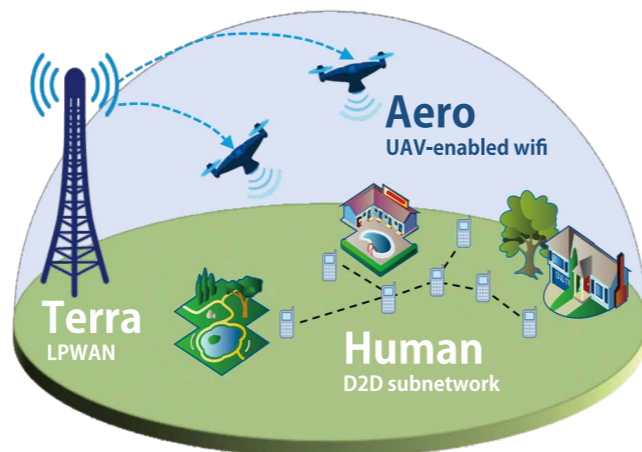 Aero
UAV-enabled wifi
Terra
LPWAN
Human
D2D subnetwork